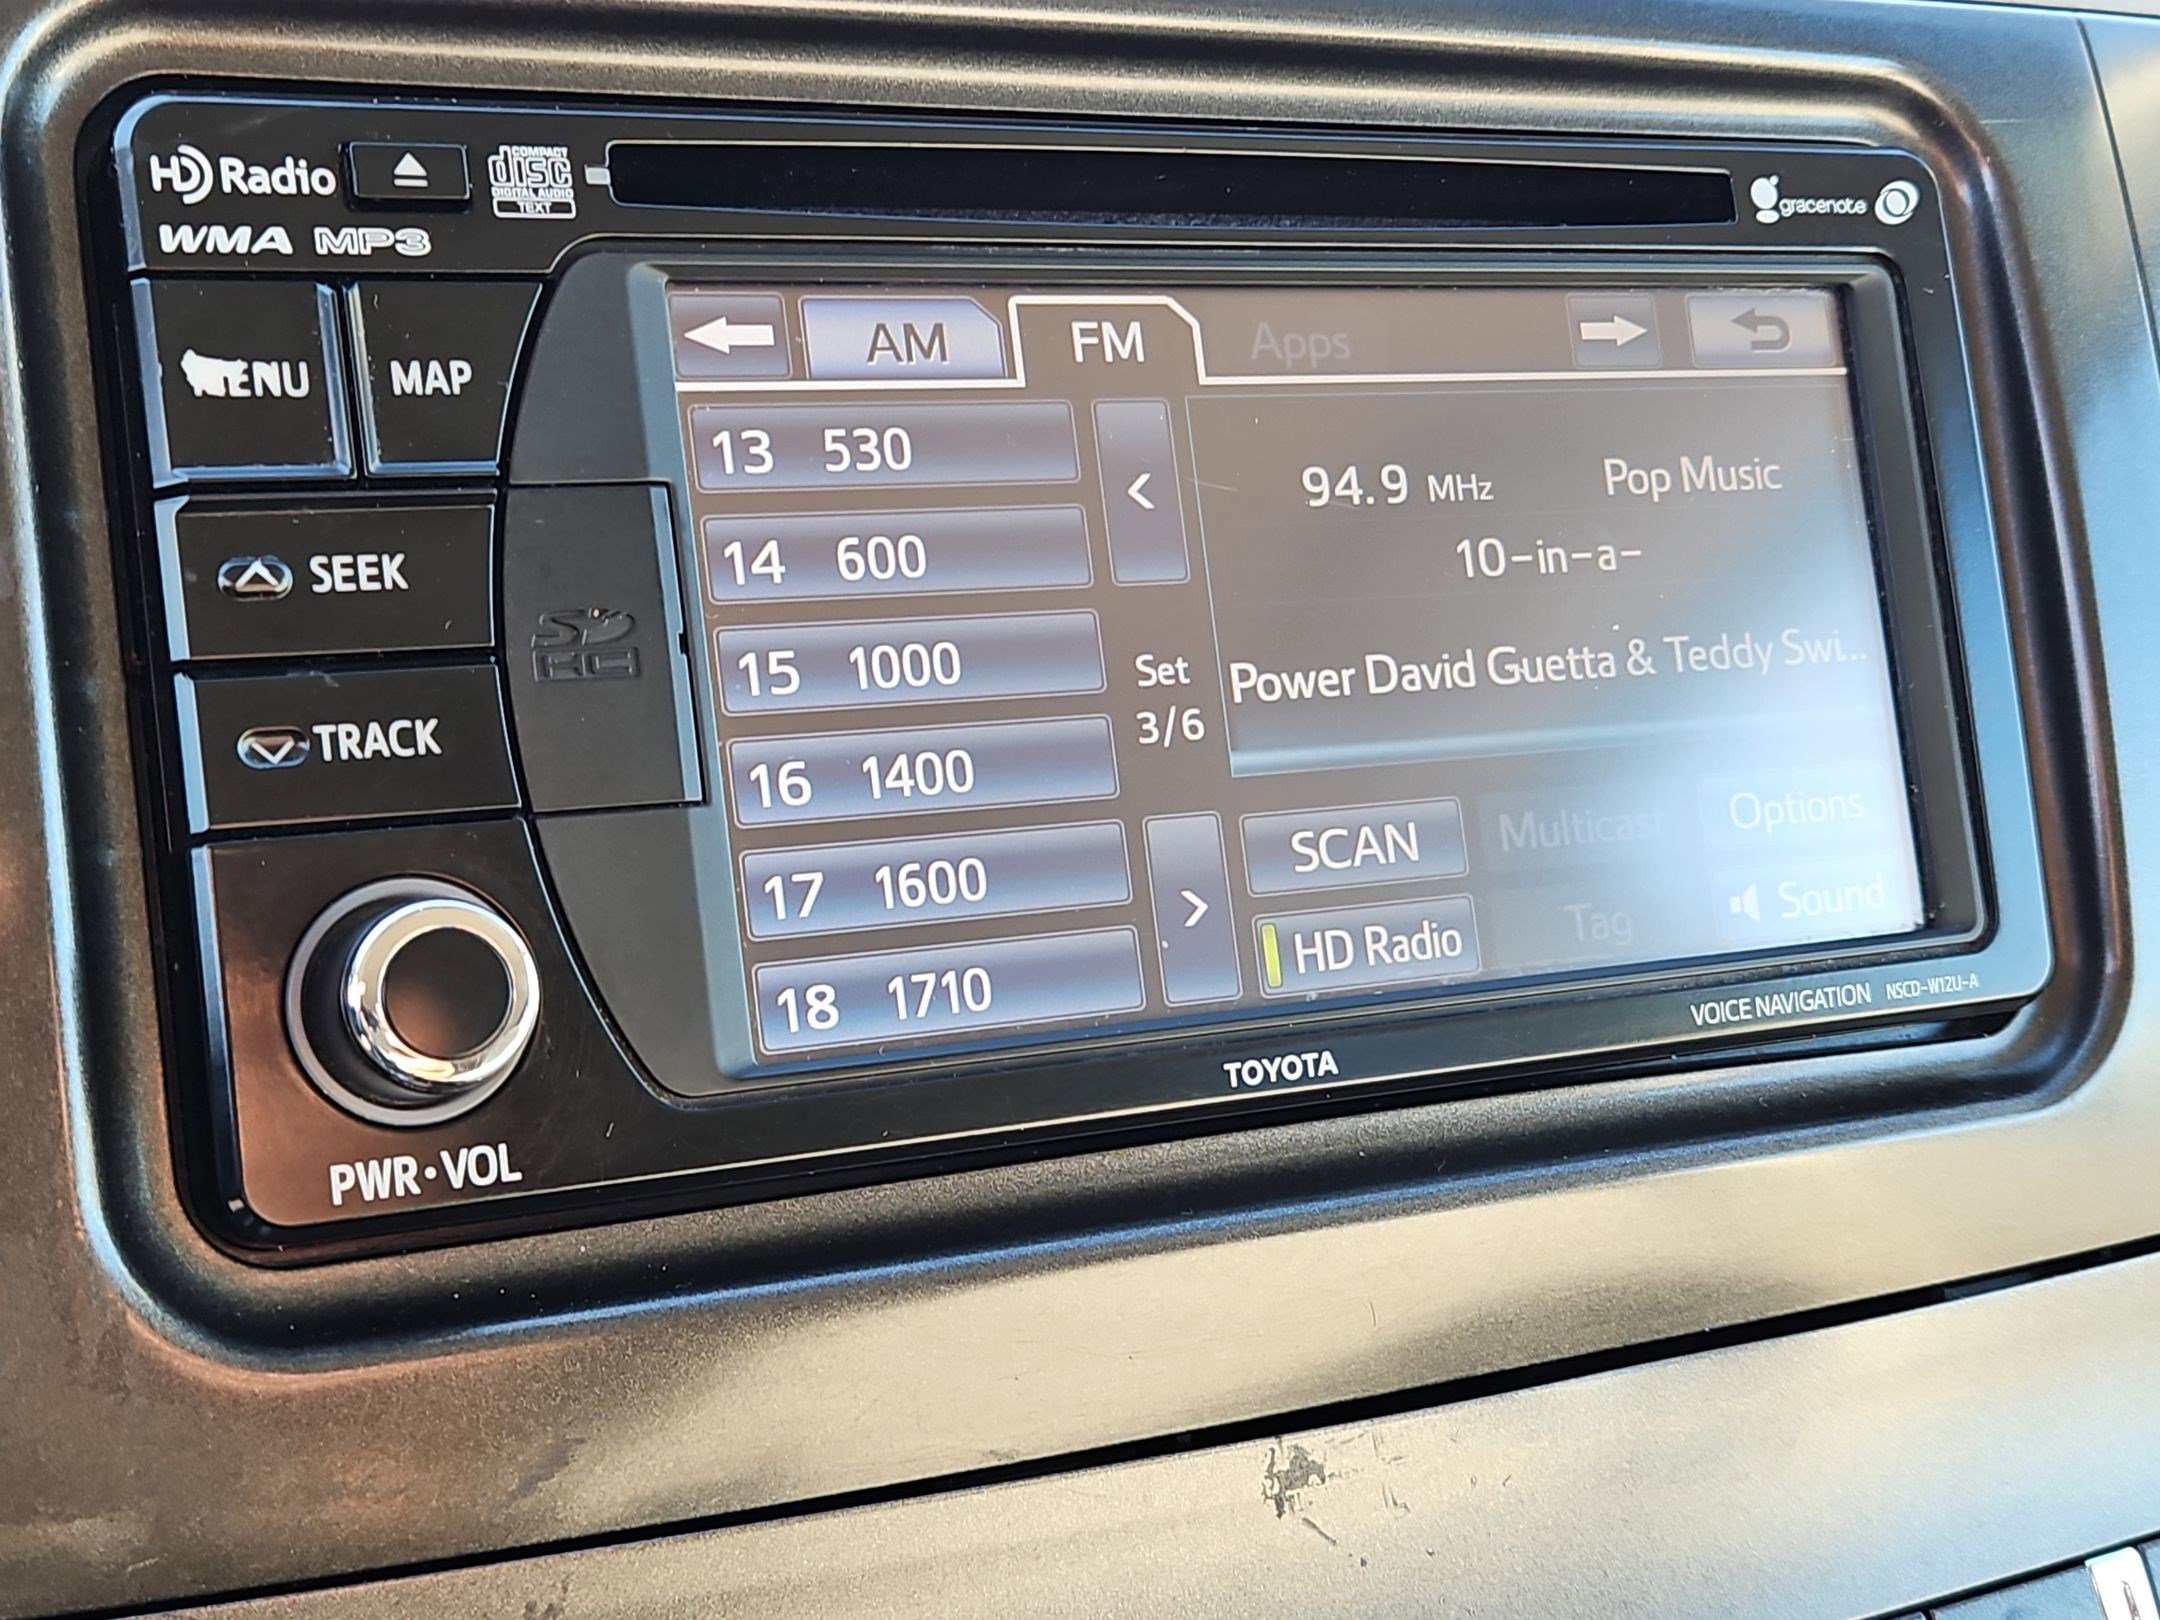 HD Radio
COMPACT
disc
DIGITAL AUDIO
TEXT
gracenote
WMA MP3
MENU
MAP
SEEK
TRACK
PWR•VOL
SD
HC
AM
FM
Apps
13 530
14 600
15 1000
16 1400
17 1600
18 1710
<
Set
3/6
>
94.9 MHz
Pop Music
10-in-a-
Power David Guetta & Teddy Swi...
SCAN
Multicast
Options
HD Radio
Tag
Sound
VOICE NAVIGATION NSCD-W12U-A
TOYOTA